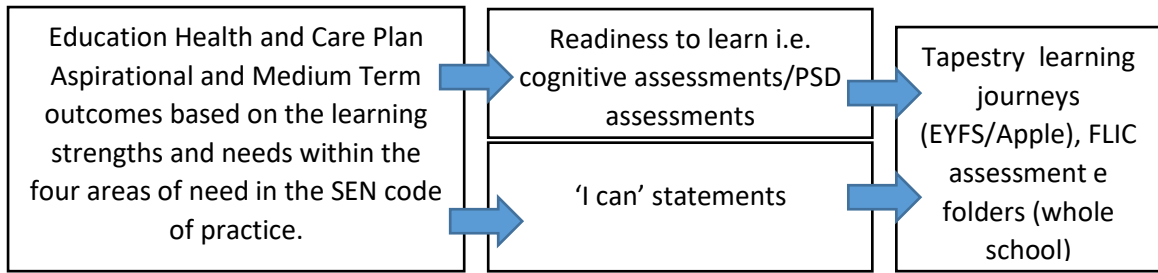 Education Health and Care Plan
Aspirational and Medium Term
outcomes based on the learning
strengths and needs within the
four areas of need in the SEN code
of practice.
Readiness to learn i.e.
cognitive assessments/PSD
assessments
'I can' statements
Tapestry learning
journeys
(EYFS/Apple), FLIC
assessment e
folders (whole
school)